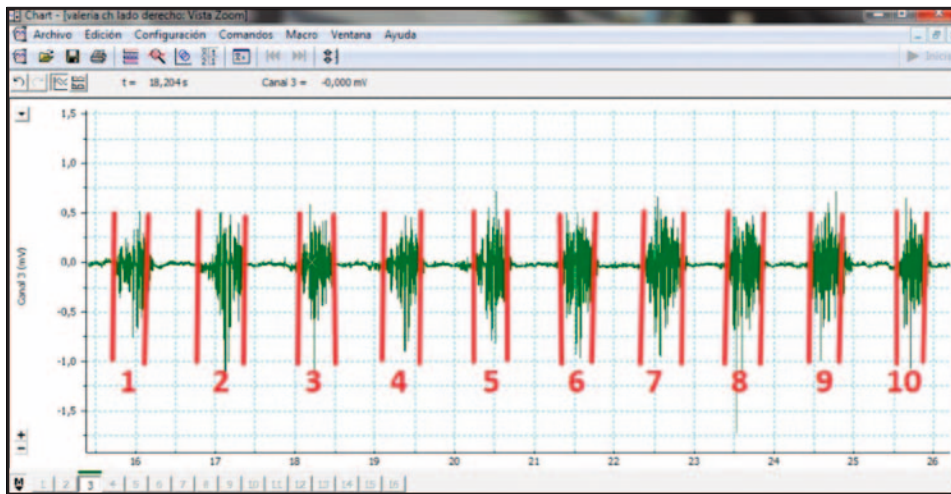 Chart - [valeria ch lado derecho: Vista Zoom]
Archivo Edición Configuración Comandos Macro Ventana Ayuda
t = 18,204 s Canal 3 = -0,000 mV
1,5
1,0
0,5
0,0
-0,5
-1,0
-1,5
Canal 3 (mV)
1 2 3 4 5 6 7 8 9 10
16 17 18 19 20 21 22 23 24 25 26
1 2 3 4 5 6 7 8 9 10 11 12 13 14 15 16